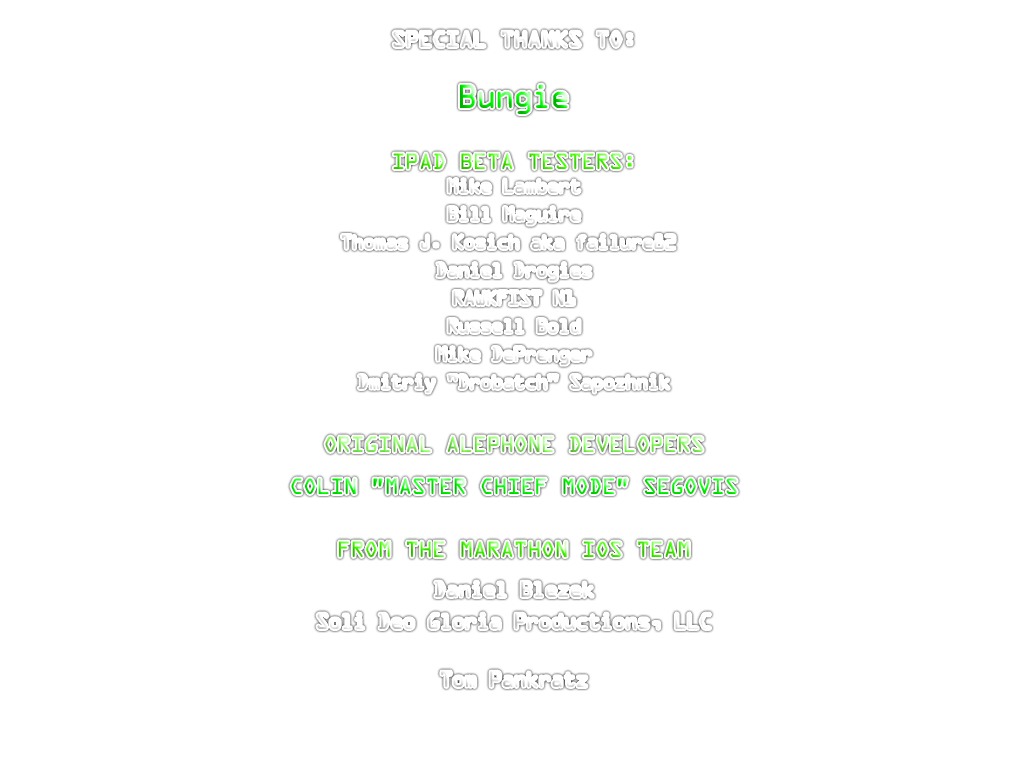 SPECIAL THANKS TO:
Bungie
IPAD BETA TESTERS:
Mike Lambert
Bill Maguire
Thomas J. Kosich aka failure82
Daniel Drogies
RAWKFIST
Russell Bold
Mike DePranger
Dmitriy "Drobatch" Sapozhnik
ORIGINAL ALEPHONE DEVELOPERS
COLIN "MASTER CHIEF MODE" SEGOVIS
FROM THE MARATHON IOS TEAM
Daniel Blezek
Soli Deo Gloria Productions, LLC
Tom Pankratz